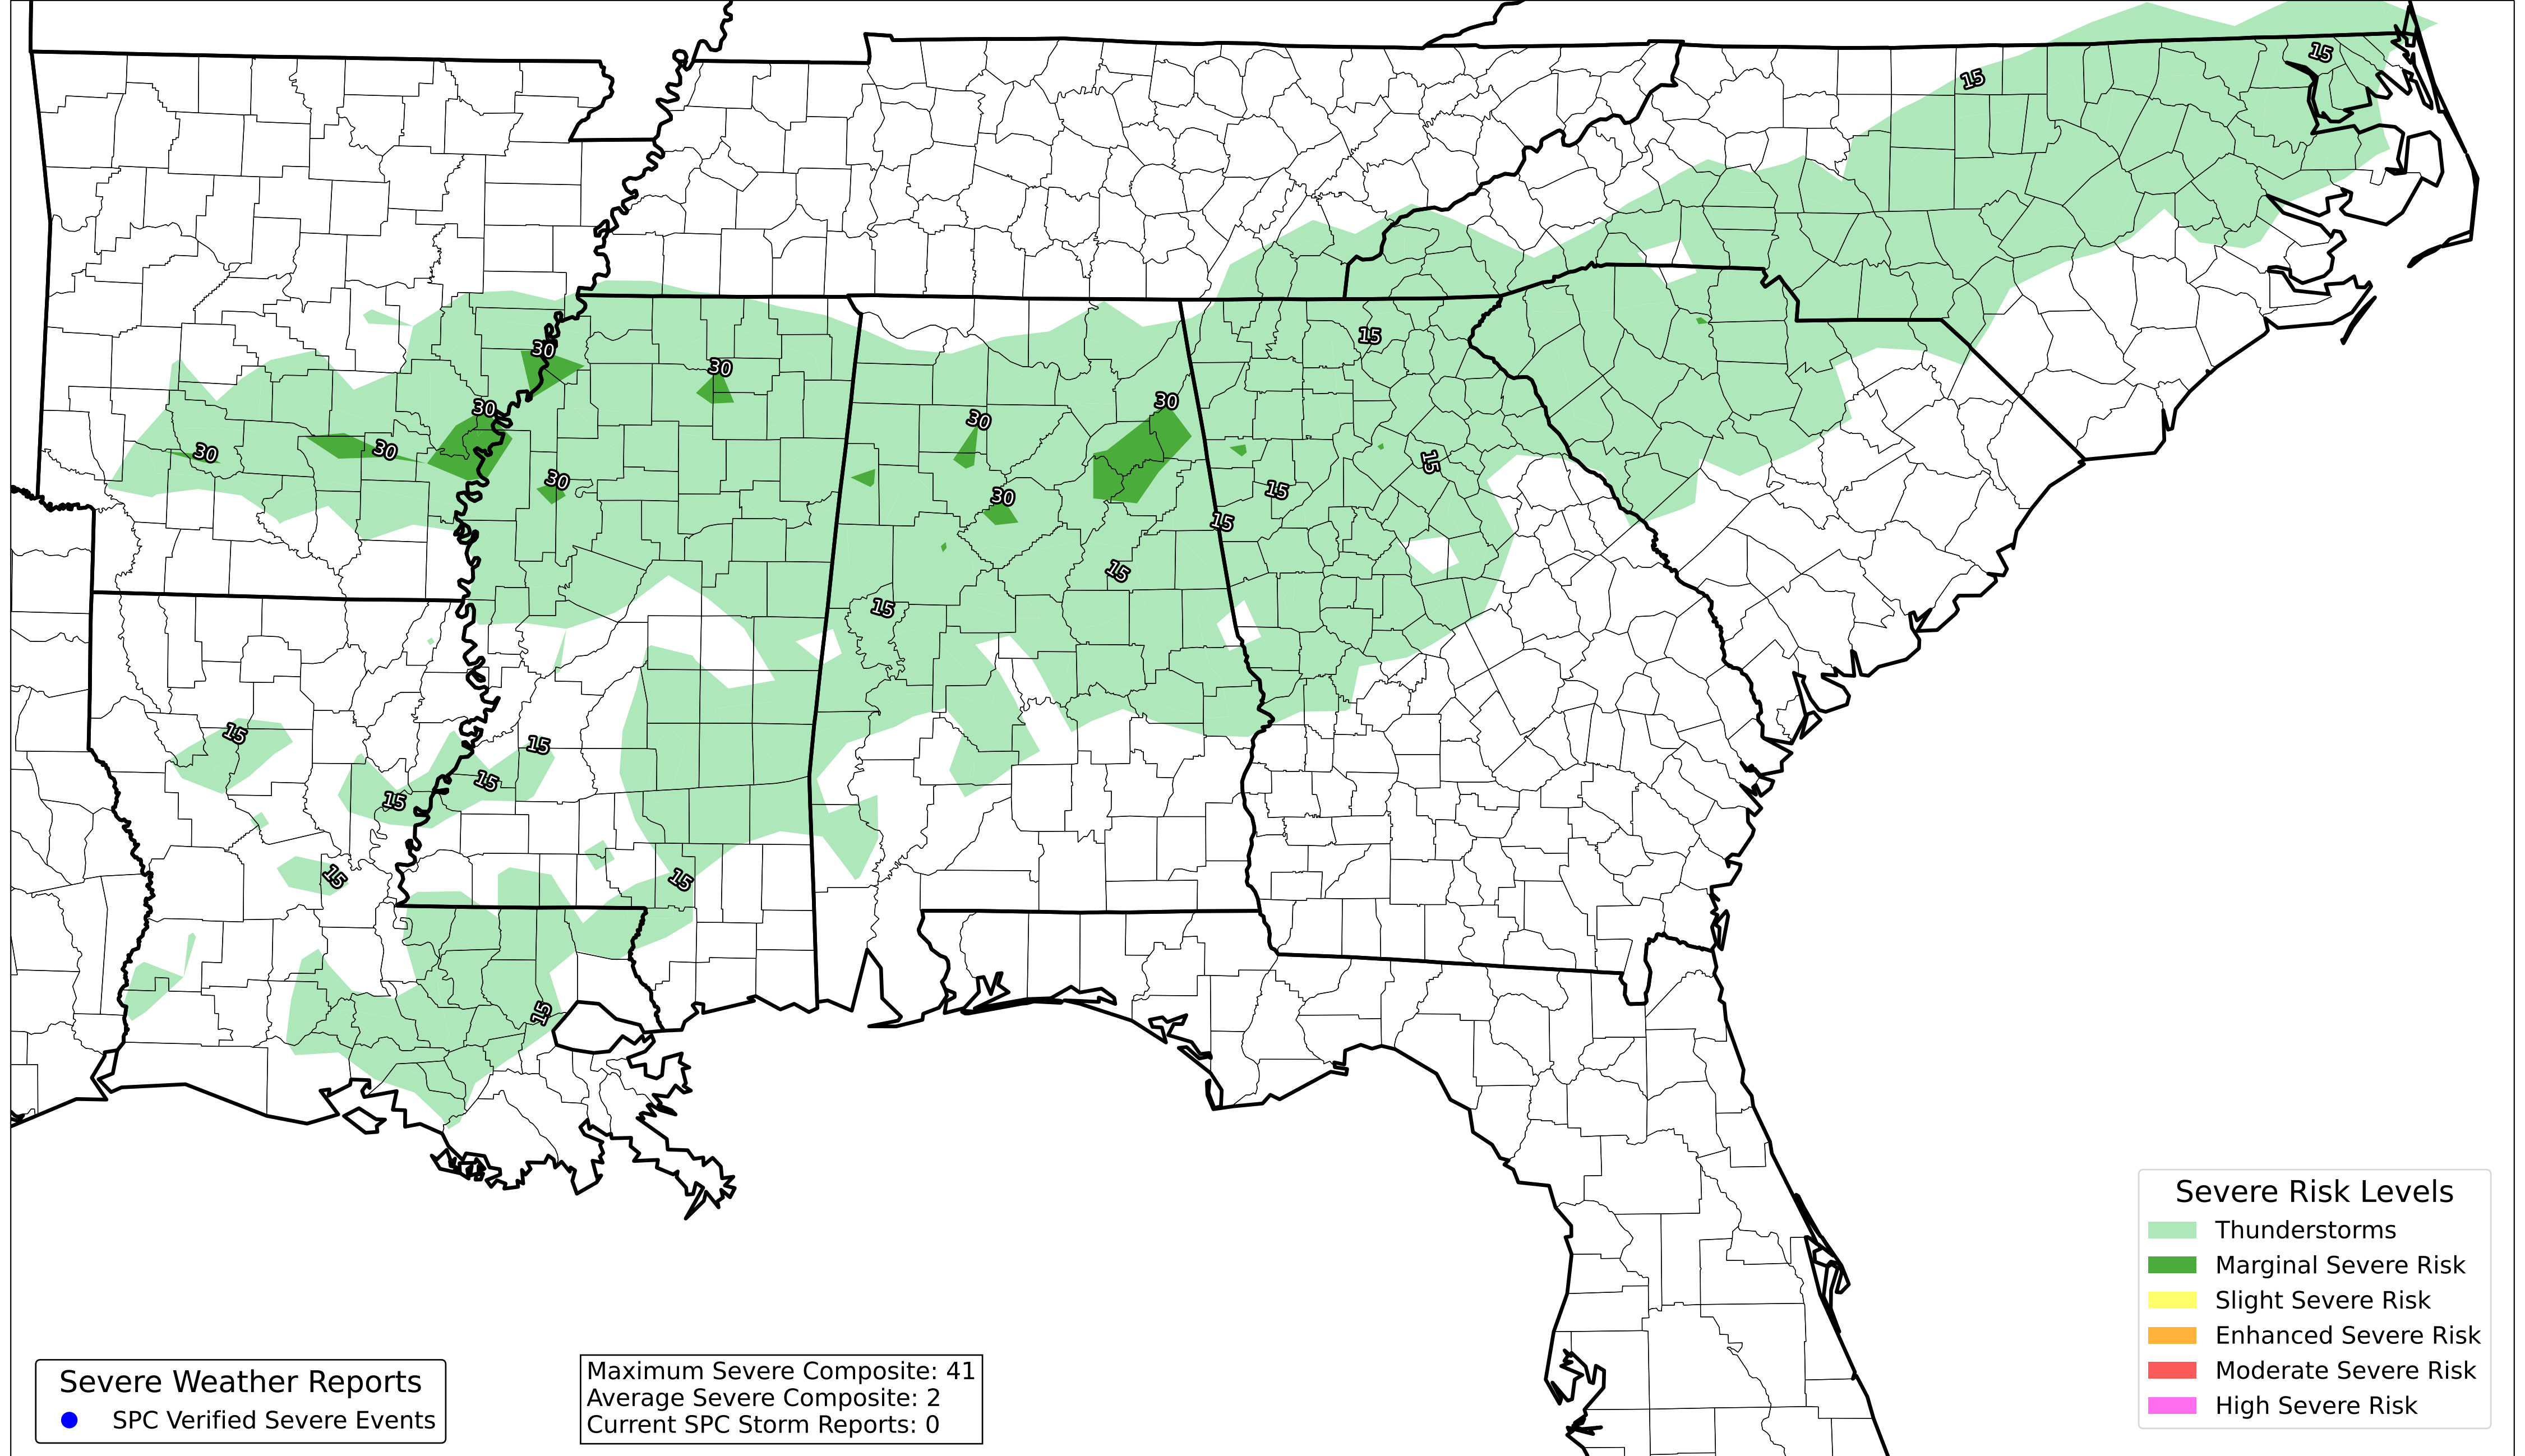 15
15
15
30
30
30
30
30
30
30
15
30
30
15
15
15
15
15
15
15
15
15
15
15
Severe Risk Levels
Thunderstorms
Marginal Severe Risk
Slight Severe Risk
Enhanced Severe Risk
Moderate Severe Risk
High Severe Risk
Severe Weather Reports
SPC Verified Severe Events
Maximum Severe Composite: 41
Average Severe Composite: 2
Current SPC Storm Reports: 0